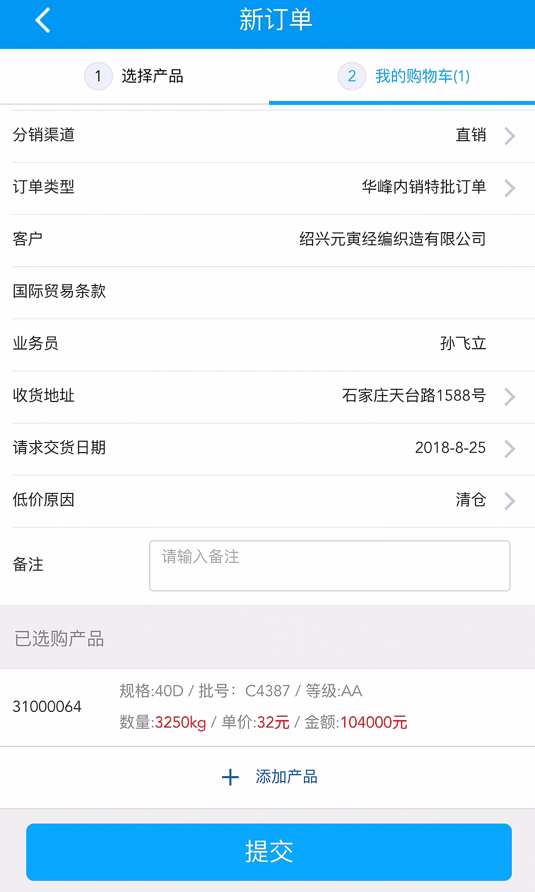 新订单
1 选择产品 2 我的购物车(1)
分销渠道 直销
订单类型 华峰内销特批订单
客户 绍兴元寅经编织造有限公司
国际贸易条款
业务员 孙飞立
收货地址 石家庄天台路1588号
请求交货日期 2018-8-25
低价原因 清仓
备注 请输入备注
已选购产品
31000064 规格:40D / 批号：C4387 / 等级:AA
数量:3250kg / 单价:32元 / 金额:104000元
添加产品
提交